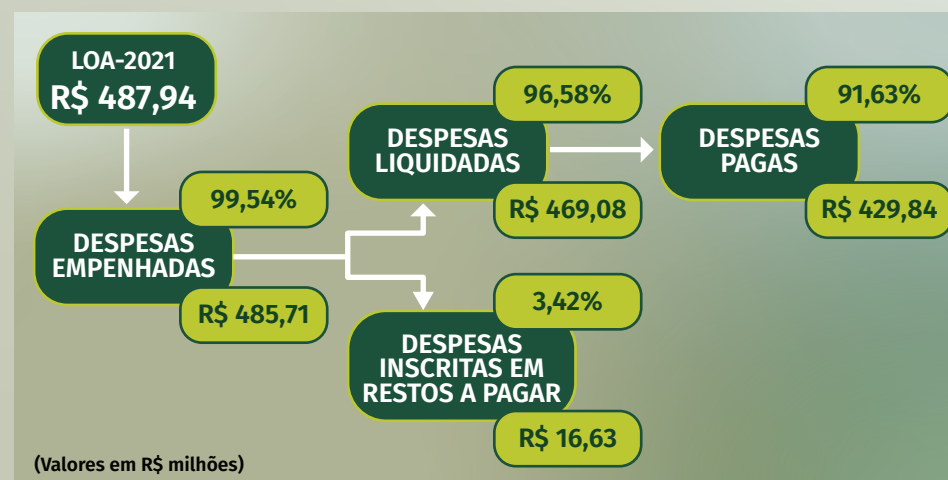 LOA-2021
R$ 487,94
99,54%
DESPESAS
EMPENHADAS
R$ 485,71
96,58%
DESPESAS
LIQUIDADAS
R$ 469,08
91,63%
DESPESAS
PAGAS
R$ 429,84
3,42%
DESPESAS
INSCRITAS EM
RESTOS A PAGAR
R$ 16,63
(Valores em R$ milhões)